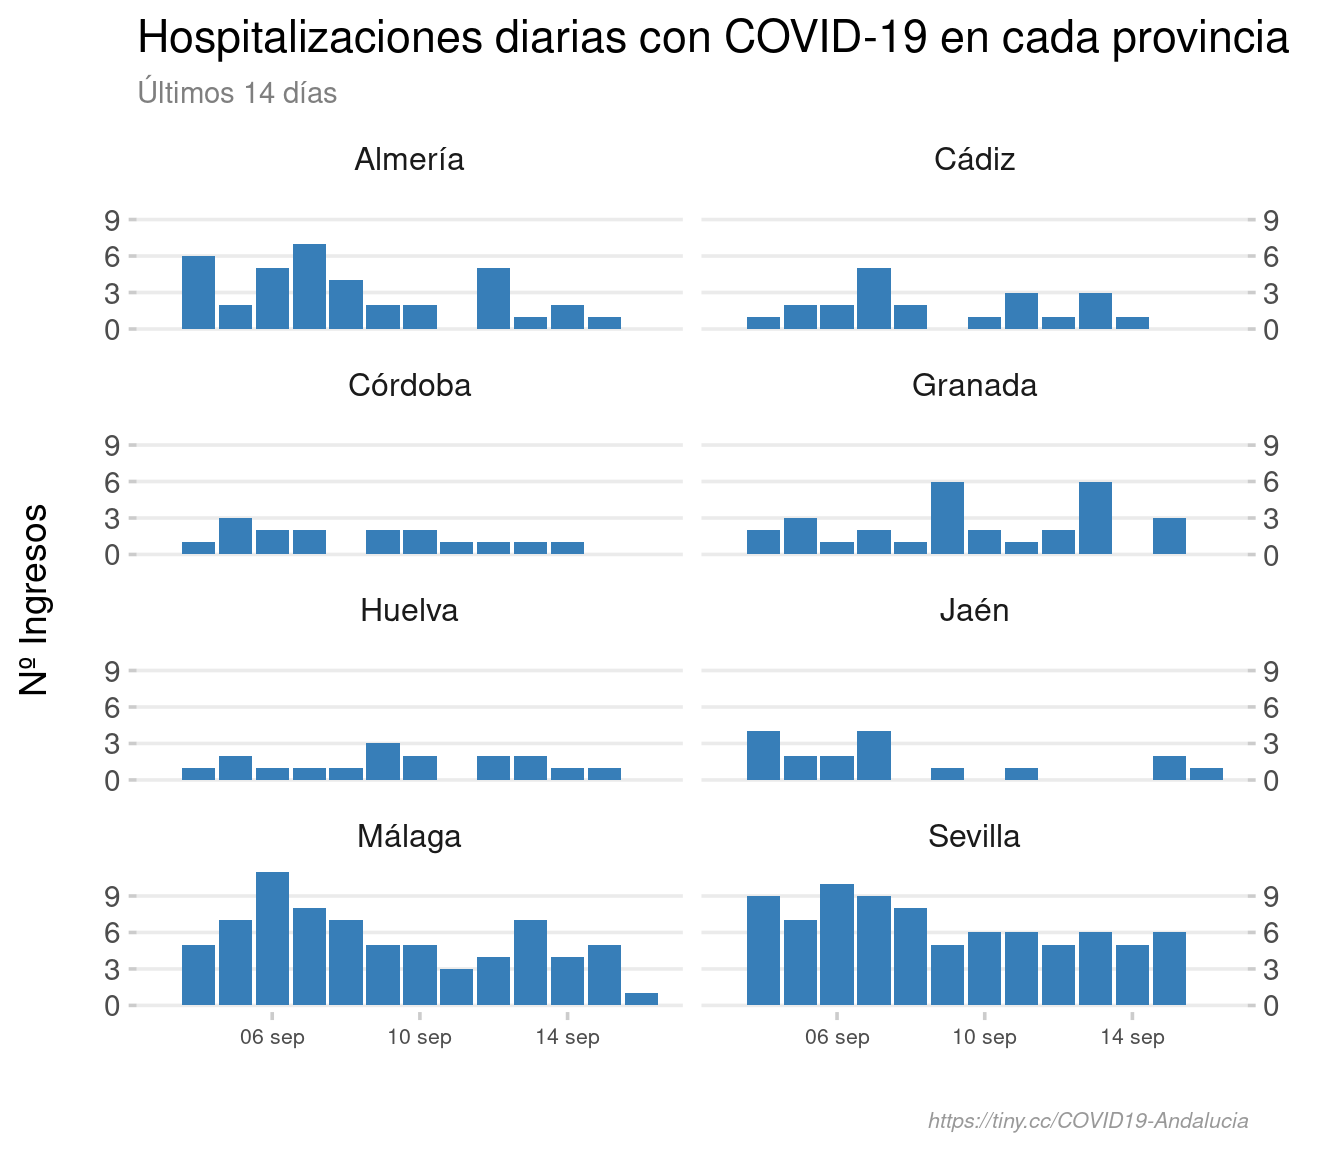 Hospitalizaciones diarias con COVID-19 en cada provincia
Últimos 14 días
Almería
Cádiz
9
6
3
0
9
6
3
0
Córdoba
Granada
9
6
3
0
9
6
3
0
Nº Ingresos
Huelva
Jaén
9
6
3
0
9
6
3
0
Málaga
Sevilla
9
6
3
0
9
6
3
0
06 sep 10 sep 14 sep
06 sep 10 sep 14 sep
https://tiny.cc/COVID19-Andalucia